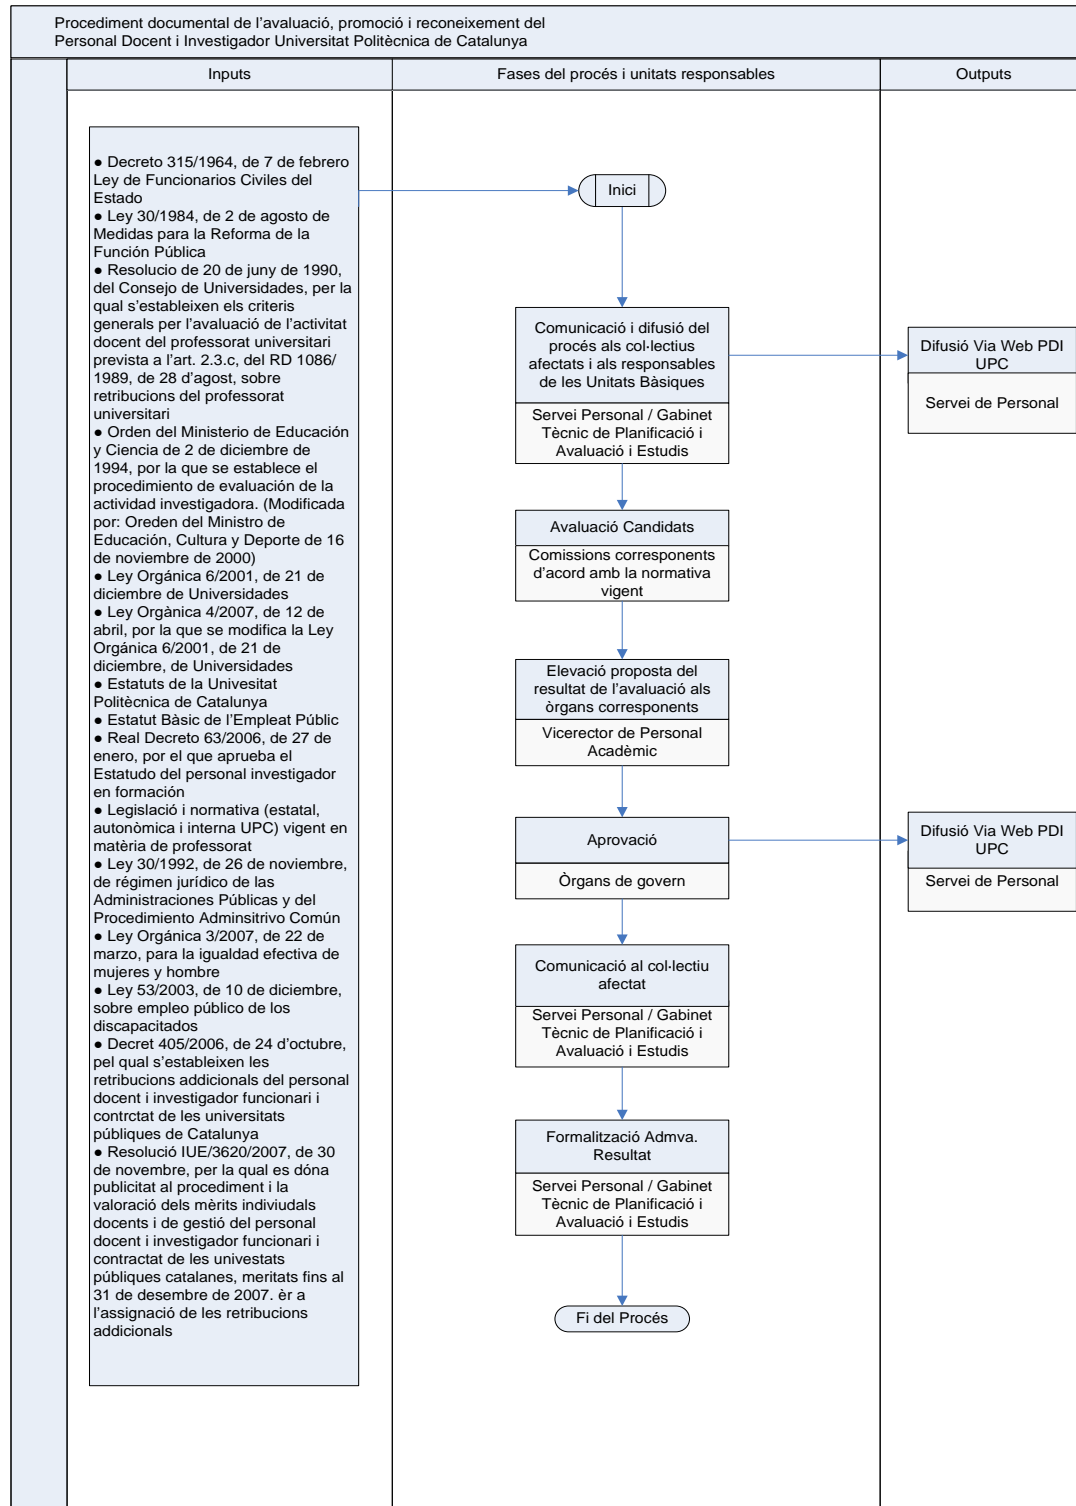 Procediment documental de l’avaluació, promoció i reconeixement del
Personal Docent i Investigador Universitat Politècnica de Catalunya
Inputs
Fases del procés i unitats responsables
Outputs
● Decreto 315/1964, de 7 de febrero
Ley de Funcionarios Civiles del
Estado
● Ley 30/1984, de 2 de agosto de
Medidas para la Reforma de la
Función Pública
● Resolucio de 20 de juny de 1990,
del Consejo de Universidades, per la
qual s’estableixen els criteris
generals per l’avaluació de l’activitat
docent del professorat universitari
prevista a l’art. 2.3.c, del RD 1086/
1989, de 28 d’agost, sobre
retribucions del professorat
universitari
● Orden del Ministerio de Educación
y Ciencia de 2 de diciembre de
1994, por la que se establece el
procedimiento de evaluación de la
actividad investigadora. (Modificada
por: Oreden del Ministro de
Educación, Cultura y Deporte de 16
de noviembre de 2000)
● Ley Orgánica 6/2001, de 21 de
diciembre de Universidades
● Ley Orgànica 4/2007, de 12 de
abril, por la que se modifica la Ley
Orgánica 6/2001, de 21 de
diciembre, de Universidades
● Estatuts de la Univesitat
Politècnica de Catalunya
● Estatut Bàsic de l’Empleat Públic
● Real Decreto 63/2006, de 27 de
enero, por el que aprueba el
Estatudo del personal investigador
en formación
● Legislació i normativa (estatal,
autonòmica i interna UPC) vigent en
matèria de professorat
● Ley 30/1992, de 26 de noviembre,
de régimen jurídico de las
Administraciones Públicas y del
Procedimiento Adminsitrivo Común
● Ley Orgánica 3/2007, de 22 de
marzo, para la igualdad efectiva de
mujeres y hombre
● Ley 53/2003, de 10 de diciembre,
sobre empleo público de los
discapacitados
● Decret 405/2006, de 24 d’octubre,
pel qual s’estableixen les
retribucions addicionals del personal
docent i investigador funcionari i
contrctat de les universitats
públiques de Catalunya
● Resolució IUE/3620/2007, de 30
de novembre, per la qual es dóna
publicitat al procediment i la
valoració dels mèrits indiviudals
docents i de gestió del personal
docent i investigador funcionari i
contractat de les univestats
públiques catalanes, meritats fins al
31 de desembre de 2007. èr a
l’assignació de les retribucions
addicionals
Inici
Comunicació i difusió del
procés als col·lectius
afectats i als responsables
de les Unitats Bàsiques
Servei Personal / Gabinet
Tècnic de Planificació i
Avaluació i Estudis
Difusió Via Web PDI
UPC
Servei de Personal
Avaluació Candidats
Comissions corresponents
d’acord amb la normativa
vigent
Elevació proposta del
resultat de l’avaluació als
òrgans corresponents
Vicerector de Personal
Acadèmic
Aprovació
Òrgans de govern
Difusió Via Web PDI
UPC
Servei de Personal
Comunicació al col·lectiu
afectat
Servei Personal / Gabinet
Tècnic de Planificació i
Avaluació i Estudis
Formalització Admva.
Resultat
Servei Personal / Gabinet
Tècnic de Planificació i
Avaluació i Estudis
Fi del Procés